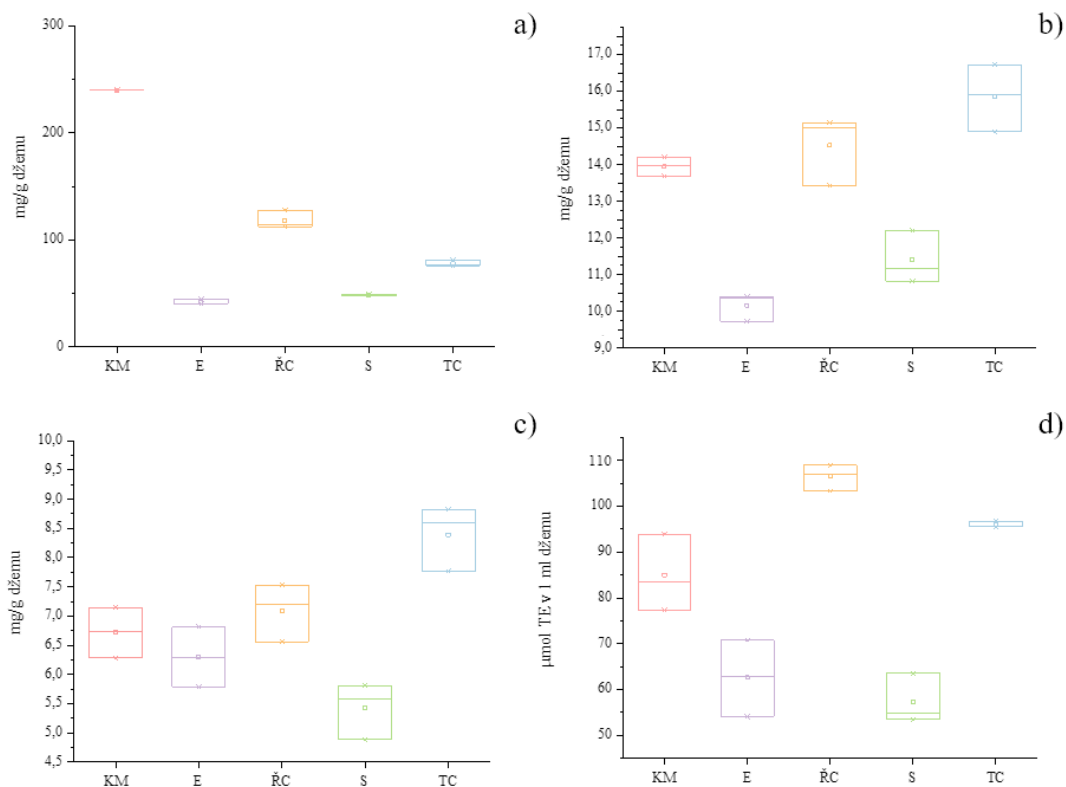 a)
300
200
100
0
mg/g džemu
KM E ŘC S TC
b)
17,0
16,0
15,0
14,0
13,0
12,0
11,0
10,0
9,0
mg/g džemu
KM E ŘC S TC
c)
10,0
9,5
9,0
8,5
8,0
7,5
7,0
6,5
6,0
5,5
5,0
4,5
mg/g džemu
KM E ŘC S TC
d)
110
100
90
80
70
60
50
µmol TE v 1 ml džemu
KM E ŘC S TC